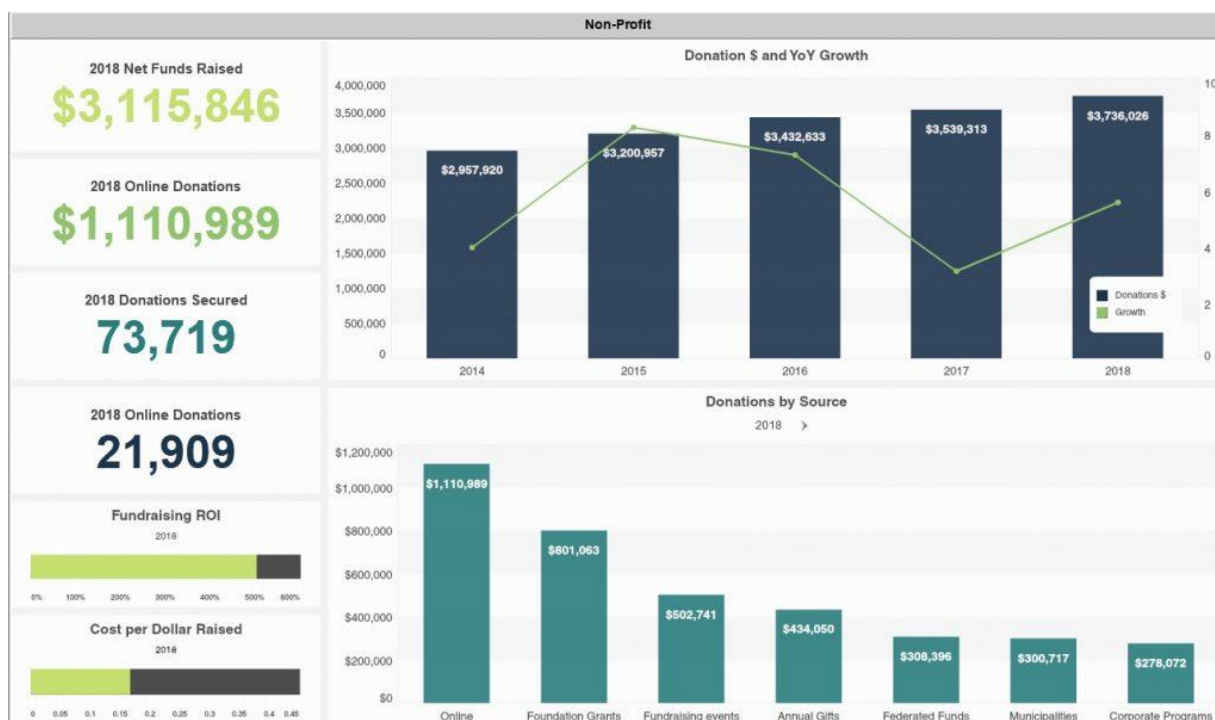 Non-Profit
2018 Net Funds Raised
$3,115,846
2018 Online Donations
$1,110,989
2018 Donations Secured
73,719
2018 Online Donations
21,909
Fundraising ROI
2018
0% 100% 200% 300% 400% 500% 600%
Cost per Dollar Raised
2018
0 0.05 0.1 0.15 0.2 0.25 0.3 0.35 0.4 0.45
Donation $ and YoY Growth
4,000,000
3,500,000
3,000,000
2,500,000
2,000,000
1,500,000
1,000,000
500,000
0
$2,957,920
$3,200,957
$3,432,633
$3,539,313
$3,736,026
10
8
6
4
2
0
Donations $
Growth
2014 2015 2016 2017 2018
Donations by Source
2018 >
$1,200,000
$1,000,000
$800,000
$600,000
$400,000
$200,000
$0
$1,110,989
$801,063
$502,741
$434,050
$308,396
$300,717
$278,072
Online Foundation Grants Fundraising events Annual Gifts Federated Funds Municipalities Corporate Programs